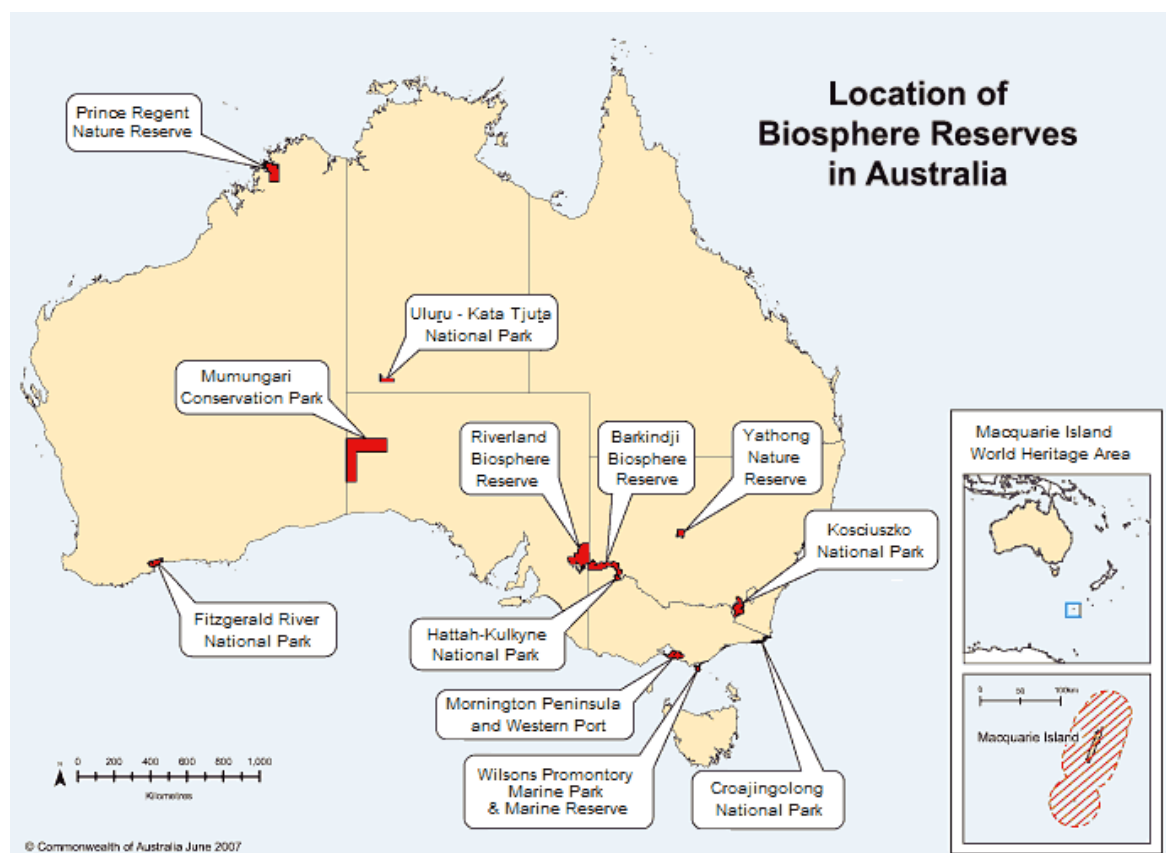 Location of
Biosphere Reserves
in Australia
Prince Regent
Nature Reserve
Uluṟu - Kata Tjuṯa
National Park
Mumungari
Conservation Park
Riverland
Biosphere
Reserve
Barkindji
Biosphere
Reserve
Yathong
Nature
Reserve
Kosciuszko
National Park
Fitzgerald River
National Park
Hattah-Kulkyne
National Park
Mornington Peninsula
and Western Port
Wilsons Promontory
Marine Park
& Marine Reserve
Croajingolong
National Park
Macquarie Island
World Heritage Area
0 50 100km
Macquarie Island
N
0 200 400 600 800 1,000
Kilometres
© Commonwealth of Australia June 2007